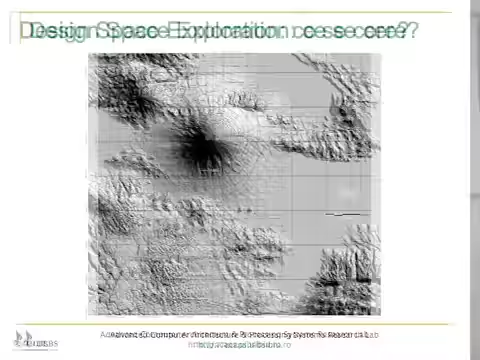 Design Space Exploration: ce se cere?
Advanced Computer Architecture & Processing Systems Research Lab